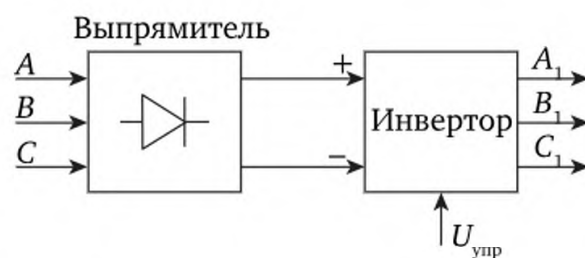 Выпрямитель
A + A₁
B Инвертор B₁
C − C₁
Uупр